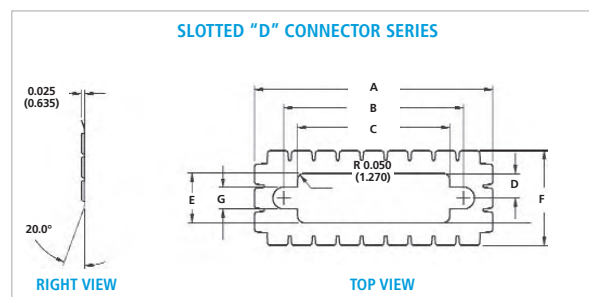 SLOTTED "D" CONNECTOR SERIES
0.025
(0.635)
A
B
C
R 0.050
(1.270)
E
G
D
F
20.0°
RIGHT VIEW
TOP VIEW